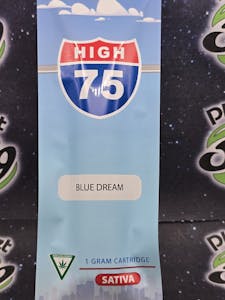 HIGH
75
BLUE DREAM
1 GRAM CARTRIDGE
SATIVA